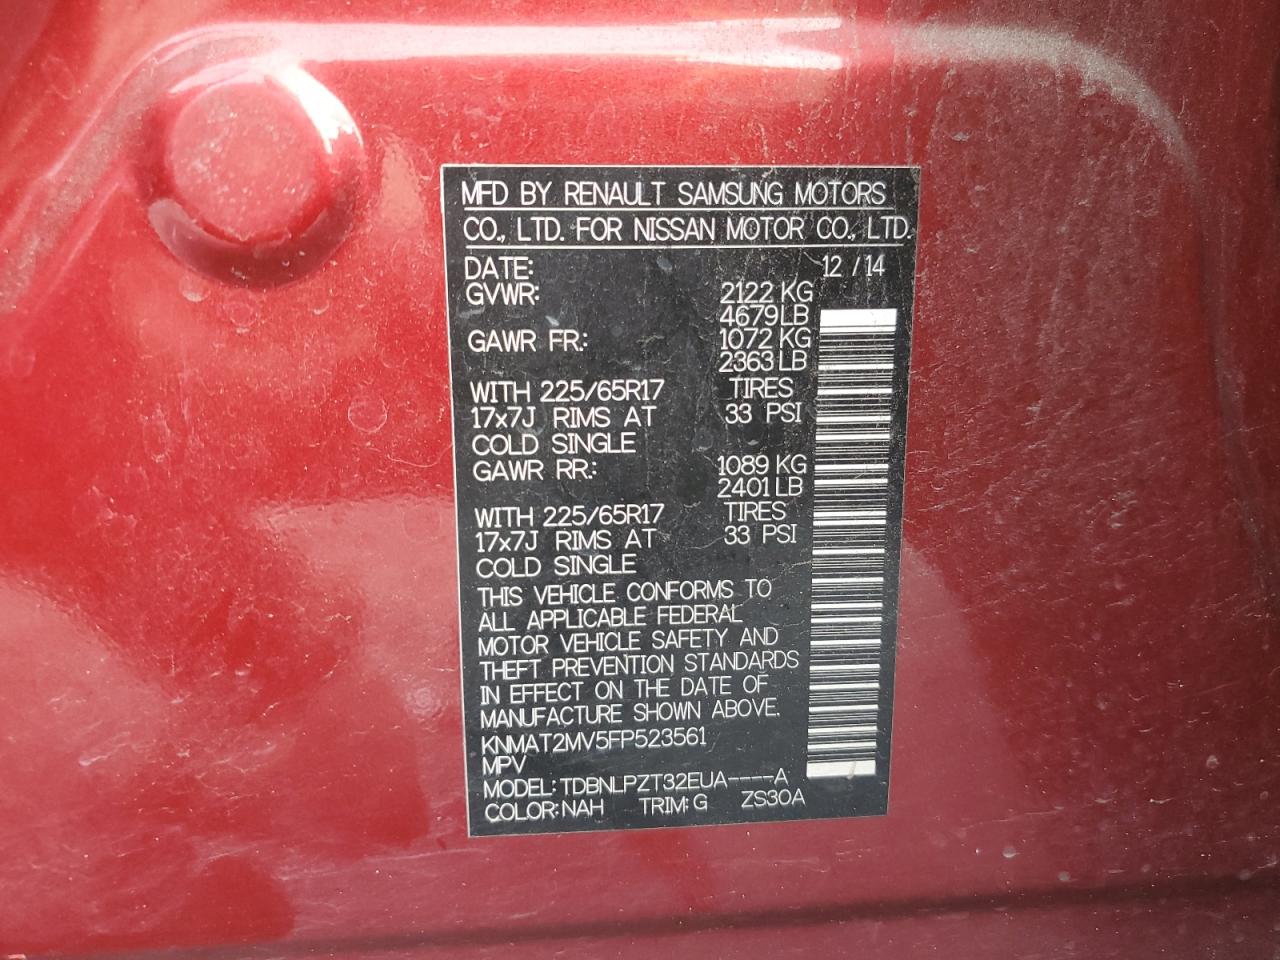 MFD BY RENAULT SAMSUNG MOTORS
CO., LTD. FOR NISSAN MOTOR CO., LTD.
DATE: 12 / 14
GVWR: 2122 KG
4679 LB
GAWR FR.: 1072 KG
2363 LB
WITH 225/65R17 TIRES
17x7J RIMS AT 33 PSI
COLD SINGLE
GAWR RR.: 1089 KG
2401 LB
WITH 225/65R17 TIRES
17x7J RIMS AT 33 PSI
COLD SINGLE
THIS VEHICLE CONFORMS TO
ALL APPLICABLE FEDERAL
MOTOR VEHICLE SAFETY AND
THEFT PREVENTION STANDARDS
IN EFFECT ON THE DATE OF
MANUFACTURE SHOWN ABOVE.
KNMAT2MV5FP523561
MPV
MODEL: TDBNLPZT32EUA----A
COLOR: NAH TRIM: G ZS30A